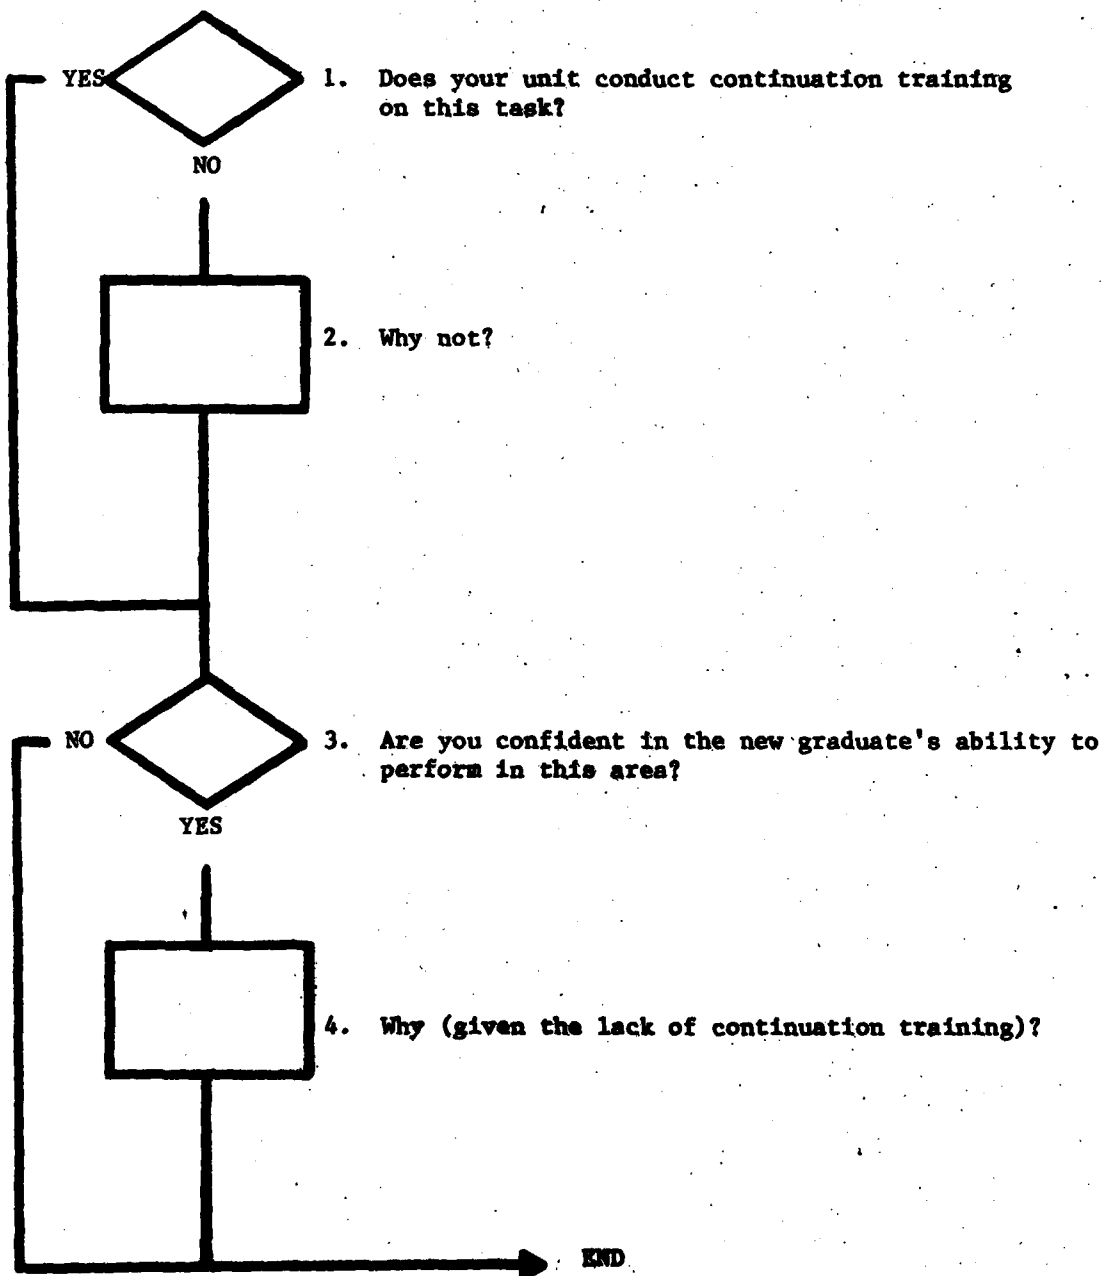 YES
1. Does your unit conduct continuation training
on this task?
NO
2. Why not?
NO
3. Are you confident in the new graduate's ability to
perform in this area?
YES
4. Why (given the lack of continuation training)?
END